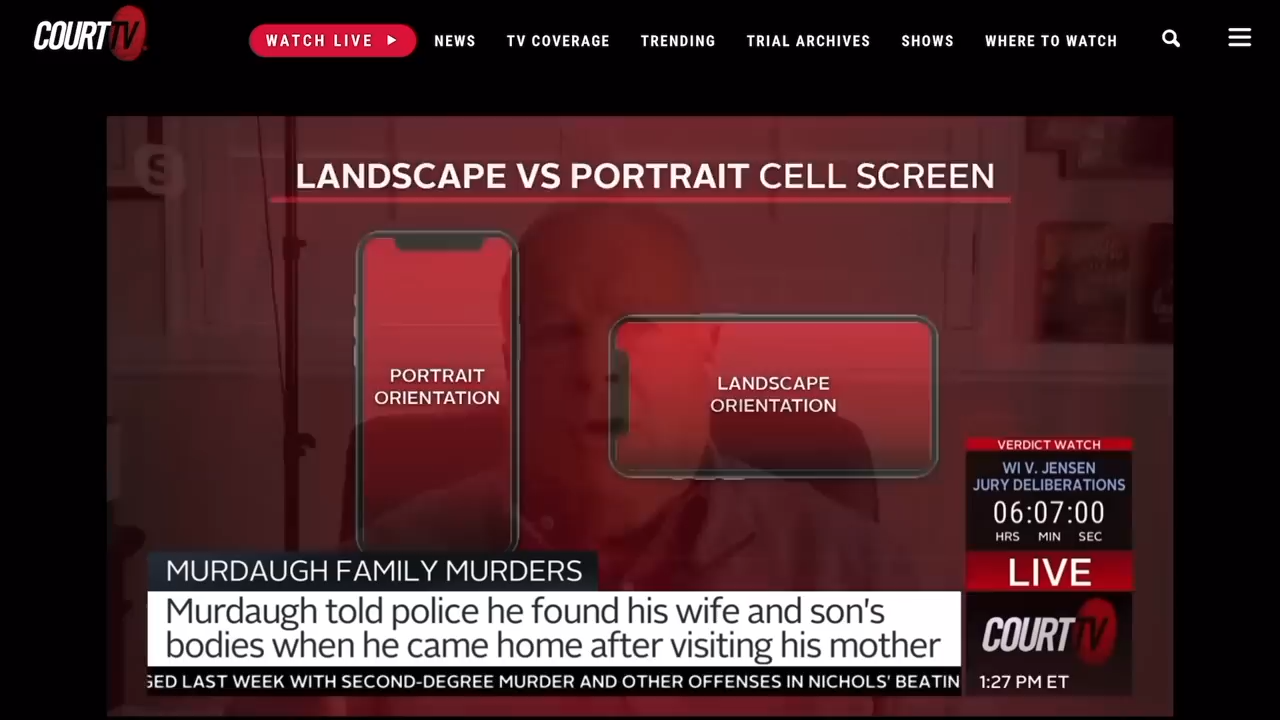 COURT TV
WATCH LIVE
NEWS
TV COVERAGE
TRENDING
TRIAL ARCHIVES
SHOWS
WHERE TO WATCH
S
LANDSCAPE VS PORTRAIT CELL SCREEN
PORTRAIT
ORIENTATION
LANDSCAPE
ORIENTATION
VERDICT WATCH
WI V. JENSEN
JURY DELIBERATIONS
06:07:00
HRS MIN SEC
LIVE
COURT TV
1:27 PM ET
MURDAUGH FAMILY MURDERS
Murdaugh told police he found his wife and son's
bodies when he came home after visiting his mother
GED LAST WEEK WITH SECOND-DEGREE MURDER AND OTHER OFFENSES IN NICHOLS' BEATIN